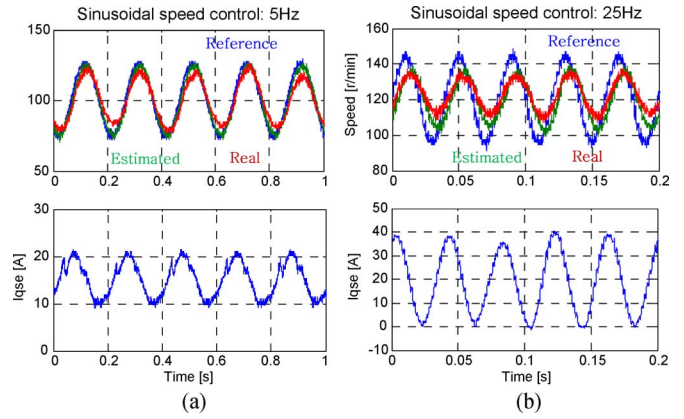 Sinusoidal speed control: 5Hz
150
100
50
Reference
Estimated
Real
0 0.2 0.4 0.6 0.8 1
30
20
10
0
Iqse [A]
0 0.2 0.4 0.6 0.8 1
Time [s]
(a)
Sinusoidal speed control: 25Hz
Speed [r/min]
160
140
120
100
80
Reference
Estimated
Real
0 0.05 0.1 0.15 0.2
Iqse [A]
50
40
30
20
10
0
-10
0 0.05 0.1 0.15 0.2
Time [s]
(b)